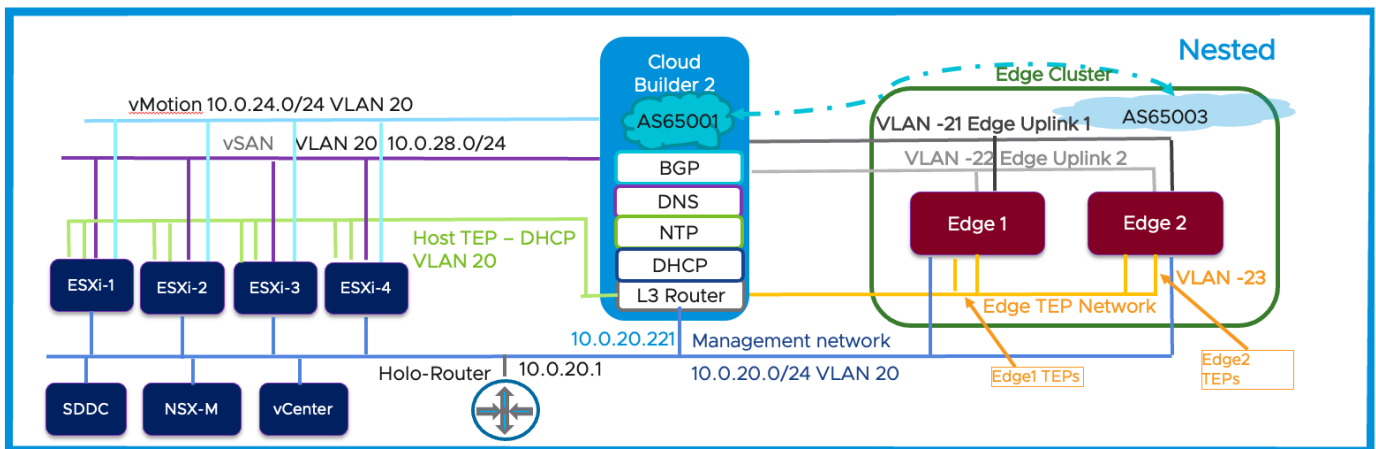 Nested
Cloud
Builder 2
AS65001
BGP
DNS
NTP
DHCP
L3 Router
vMotion 10.0.24.0/24 VLAN 20
vSAN VLAN 20 10.0.28.0/24
Host TEP – DHCP
VLAN 20
ESXi-1
ESXi-2
ESXi-3
ESXi-4
Edge Cluster
AS65003
VLAN -21 Edge Uplink 1
VLAN -22 Edge Uplink 2
Edge 1
Edge 2
VLAN -23
Edge TEP Network
Edge1 TEPs
Edge2
TEPs
10.0.20.221
Management network
10.0.20.0/24 VLAN 20
Holo-Router
10.0.20.1
SDDC
NSX-M
vCenter